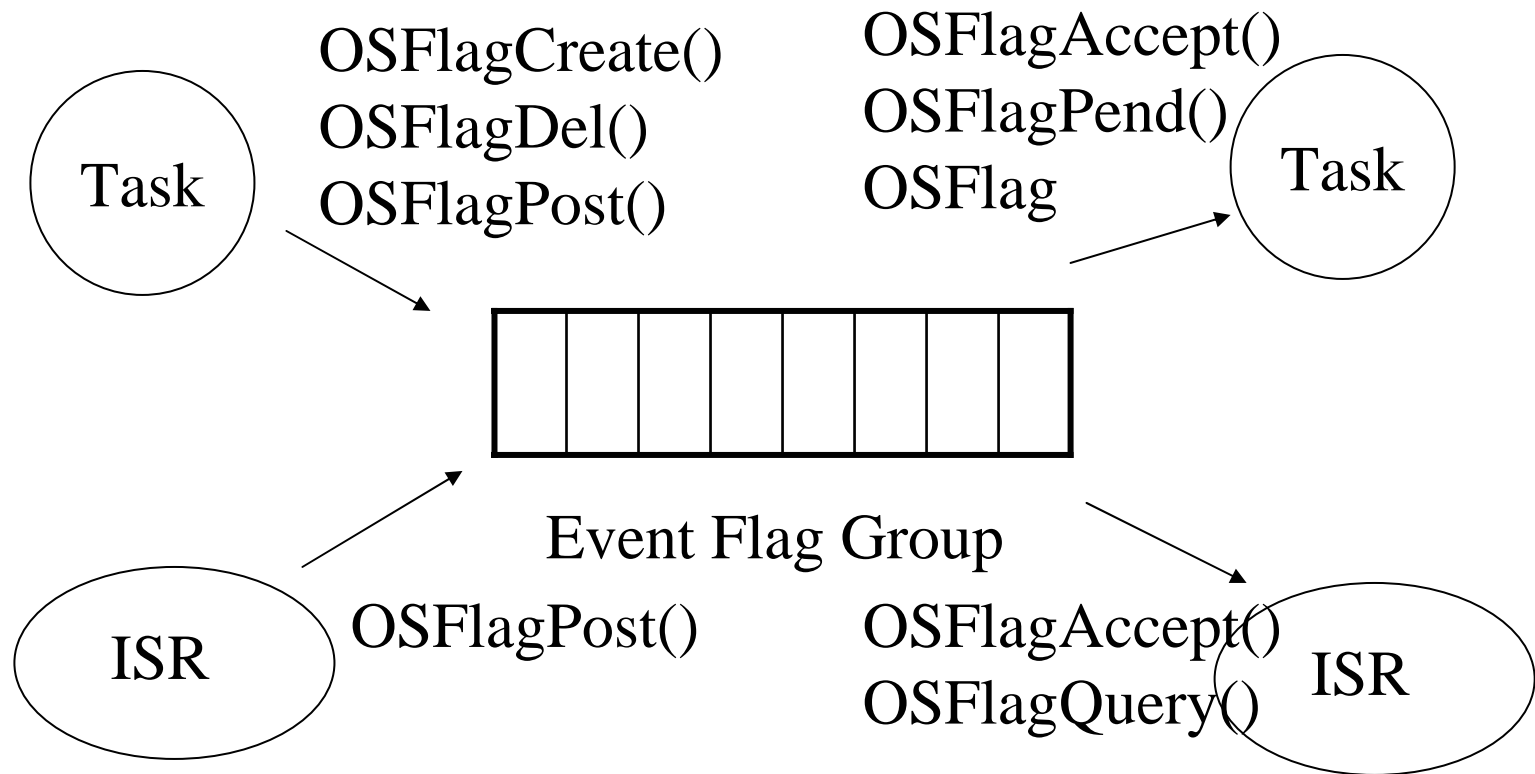 OSFlagCreate()
OSFlagDel()
OSFlagPost()
OSFlagAccept()
OSFlagPend()
OSFlag
Task
Task
Event Flag Group
ISR
OSFlagPost()
OSFlagAccept()
OSFlagQuery()
ISR